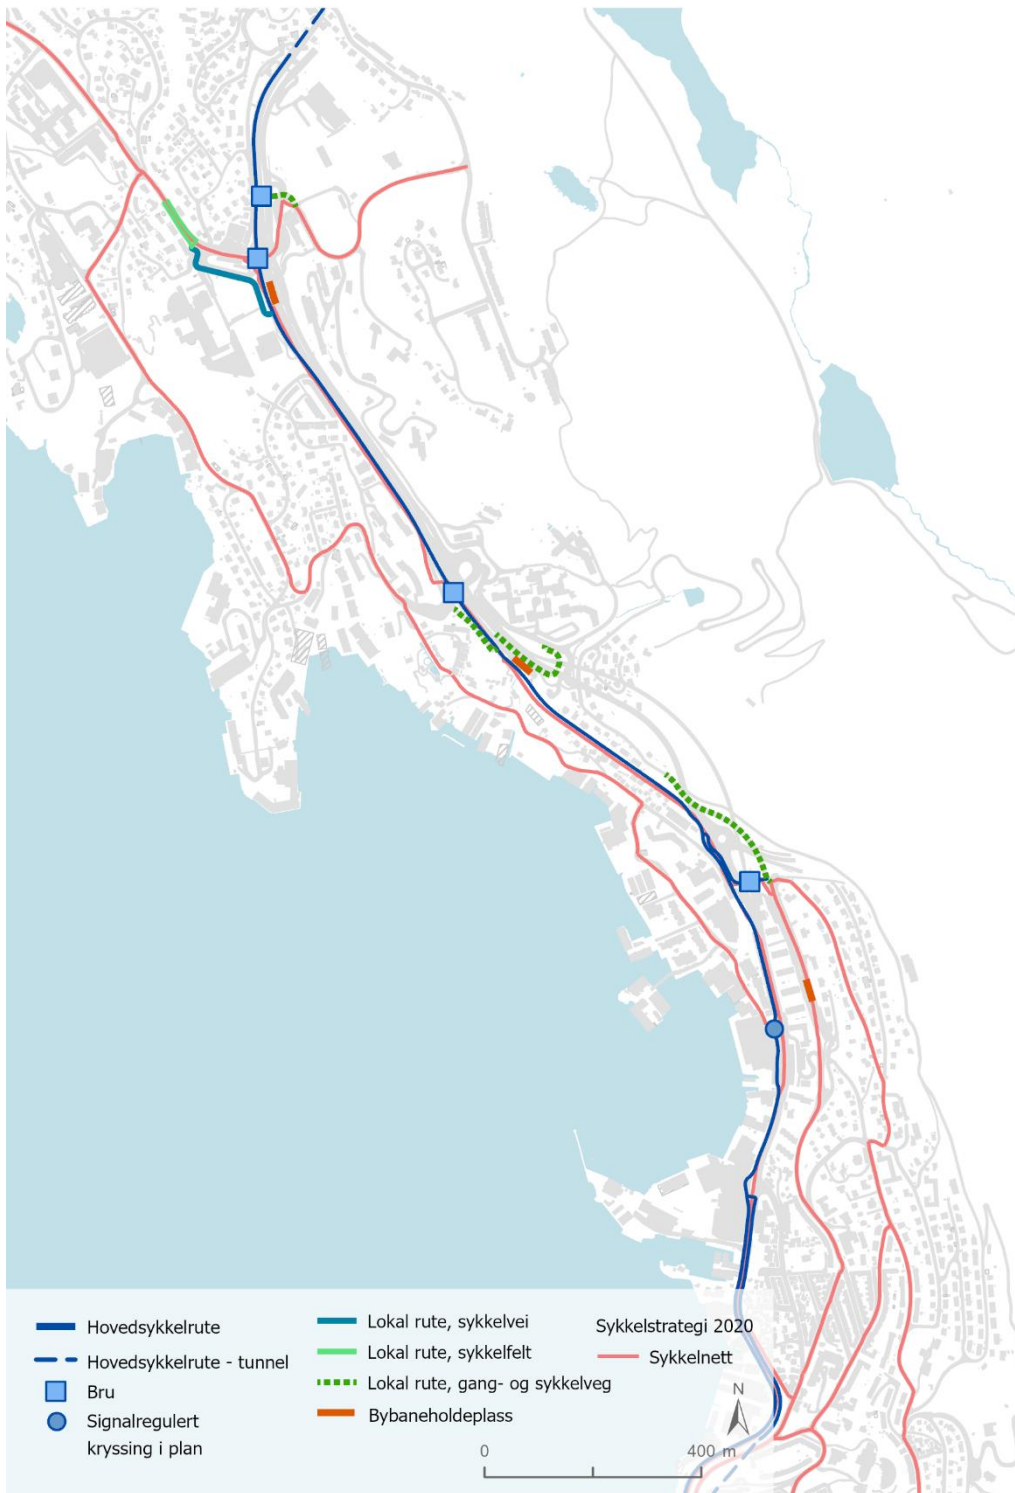 Hovedsykkelrute
Hovedsykkelrute - tunnel
Bru
Signalregulert
kryssing i plan
Lokal rute, sykkelvei
Lokal rute, sykkelfelt
Lokal rute, gang- og sykkelveg
Bybaneholdeplass
Sykkelstrategi 2020
Sykkelnett
N
0 400 m